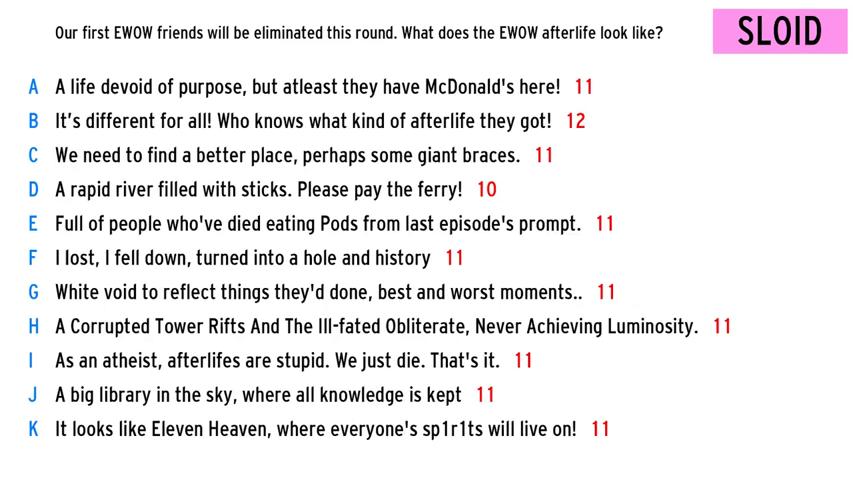 Our first EWOW friends will be eliminated this round. What does the EWOW afterlife look like?
SLOID
A A life devoid of purpose, but atleast they have McDonald's here! 11
B It's different for all! Who knows what kind of afterlife they got! 12
C We need to find a better place, perhaps some giant braces. 11
D A rapid river filled with sticks. Please pay the ferry! 10
E Full of people who've died eating Pods from last episode's prompt. 11
F I lost, I fell down, turned into a hole and history 11
G White void to reflect things they'd done, best and worst moments.. 11
H A Corrupted Tower Rifts And The Ill-fated Obliterate, Never Achieving Luminosity. 11
I As an atheist, afterlifes are stupid. We just die. That's it. 11
J A big library in the sky, where all knowledge is kept 11
K It looks like Eleven Heaven, where everyone's sp1r1ts will live on! 11